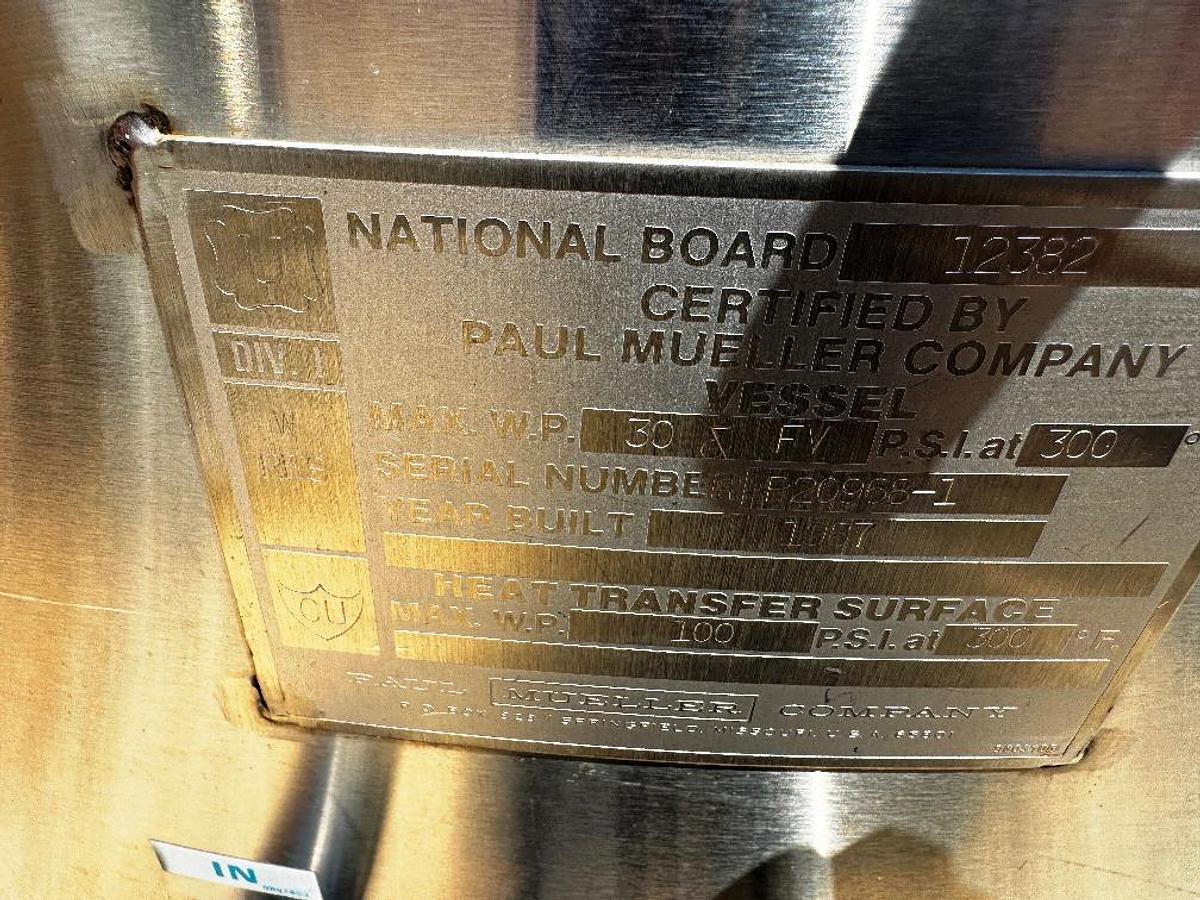 U
DIV. 1
W
NATIONAL BOARD 12382
CERTIFIED BY
PAUL MUELLER COMPANY
VESSEL
MAX. W.P. 30 & FV P.S.I. at 300 °
SERIAL NUMBER
YEAR BUILT
HEAT TRANSFER SURFACE
MAX. W.P. 100 P.S.I. at 300 °F.
CU
PAUL MUELLER COMPANY
SPRINGFIELD, MISSOURI, U.S.A.
IN